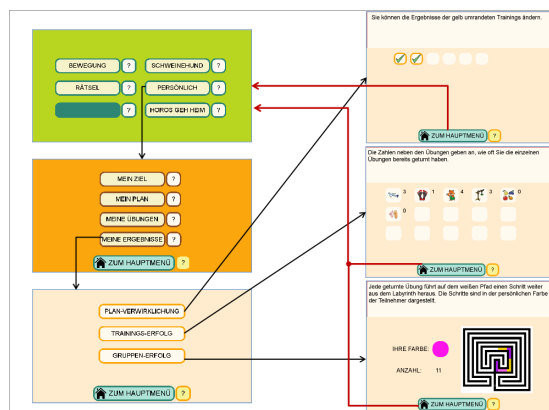 BEWEGUNG ?
SCHWEINEHUND ?
RÄTSEL ?
PERSÖNLICH ?
?
HOROS GEH HEIM ?
MEIN ZIEL ?
MEIN PLAN ?
MEINE ÜBUNGEN ?
MEINE ERGEBNISSE ?
ZUM HAUPTMENÜ ?
PLAN-VERWIRKLICHUNG
TRAININGS-ERFOLG
GRUPPEN-ERFOLG
ZUM HAUPTMENÜ ?
Sie können die Ergebnisse der gelb umrandeten Trainings ändern.
ZUM HAUPTMENÜ ?
Die Zahlen neben den Übungen geben an, wie oft Sie die einzelnen
Übungen bereits geturnt haben.
3 1 4 3 0
0
ZUM HAUPTMENÜ ?
Jede geturnte Übung führt auf dem weißen Pfad einen Schritt weiter
aus dem Labyrinth heraus. Die Schritte sind in der persönlichen Farbe
der Teilnehmer dargestellt.
IHRE FARBE:
ANZAHL: 11
ZUM HAUPTMENÜ ?